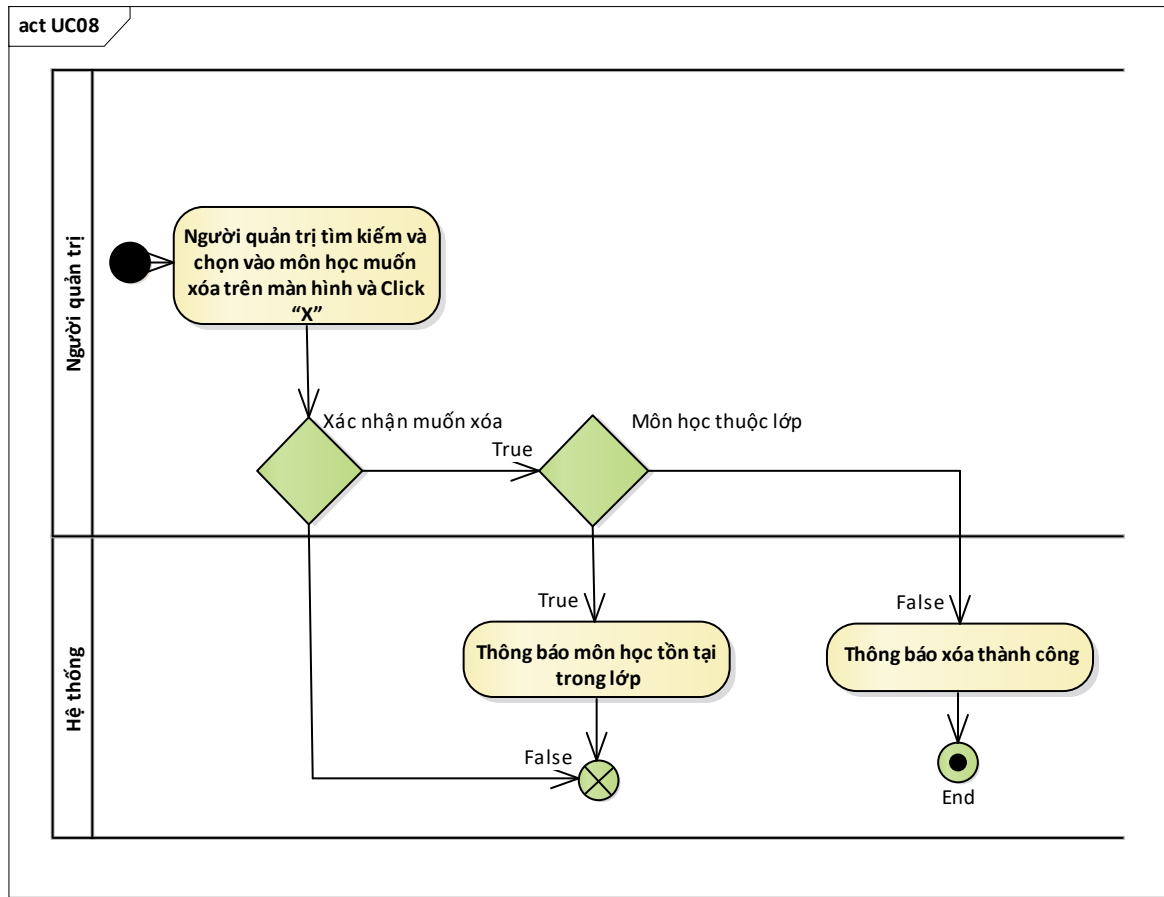 act UC08
Người quản trị
Người quản trị tìm kiếm và
chọn vào môn học muốn
xóa trên màn hình và Click
“X”
Xác nhận muốn xóa
Môn học thuộc lớp
True
Hệ thống
True
False
Thông báo môn học tồn tại
trong lớp
Thông báo xóa thành công
False
End